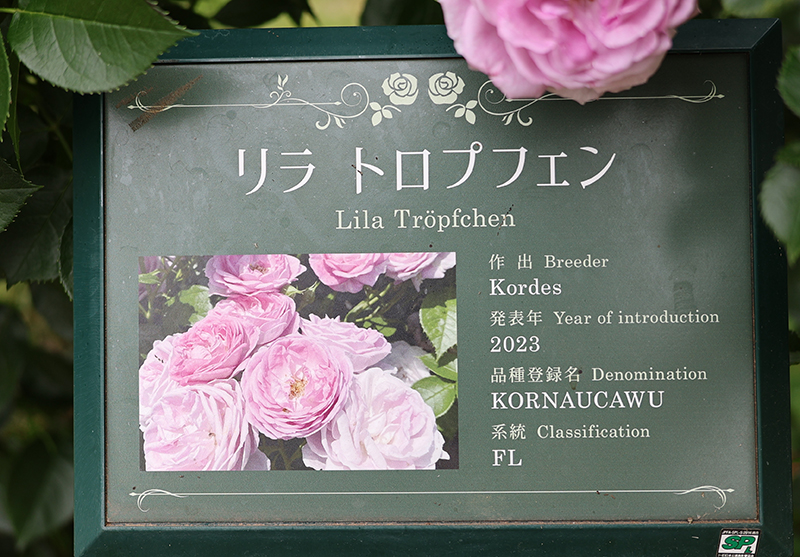 リラ トロプフェン
Lila Tröpfchen
作 出 Breeder
Kordes
発表年 Year of introduction
2023
品種登録名 Denomination
KORNAUCAWU
系統 Classification
FL
SP